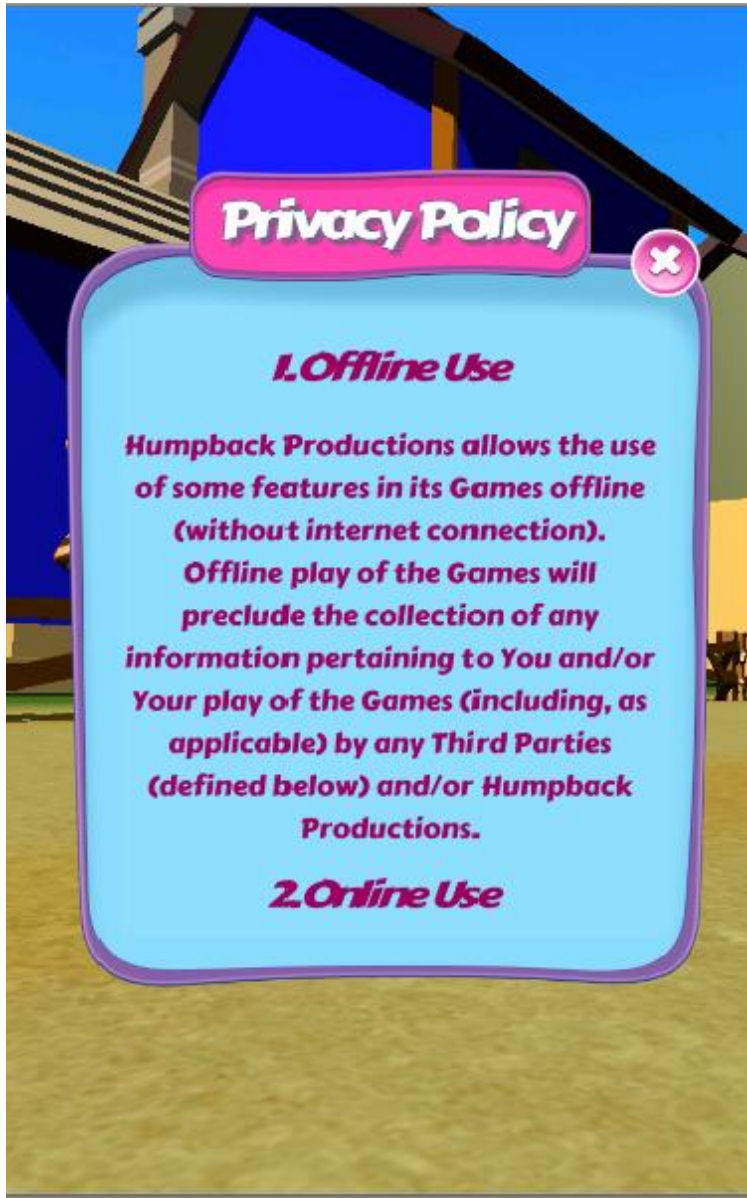 Privacy Policy
1.Offline Use
Humpback Productions allows the use
of some features in its Games offline
(without internet connection).
Offline play of the Games will
preclude the collection of any
information pertaining to You and/or
Your play of the Games (including, as
applicable) by any Third Parties
(defined below) and/or Humpback
Productions.
2.Online Use